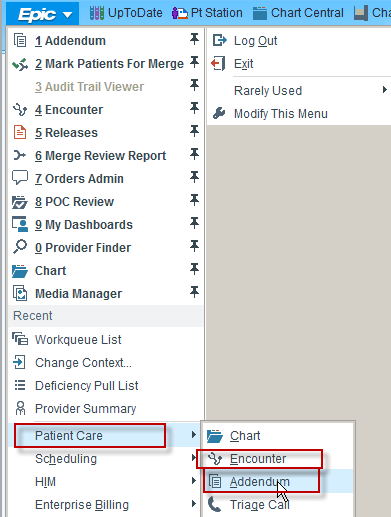 Epic UpToDate Pt Station Chart Central Cha
1 Addendum
2 Mark Patients For Merge
3 Audit Trail Viewer
4 Encounter
5 Releases
6 Merge Review Report
7 Orders Admin
8 POC Review
9 My Dashboards
0 Provider Finder
Chart
Media Manager
Recent
Workqueue List
Change Context...
Deficiency Pull List
Provider Summary
Patient Care
Scheduling
HIM
Enterprise Billing
Log Out
Exit
Rarely Used
Modify This Menu
Chart
Encounter
Addendum
Triage Call